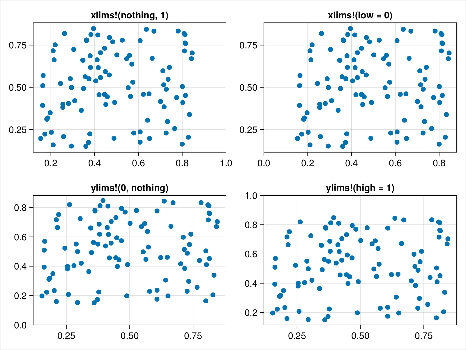 xlims!(nothing, 1)
0.75
0.50
0.25
0.2 0.4 0.6 0.8 1.0
xlims!(low = 0)
0.75
0.50
0.25
0.0 0.2 0.4 0.6 0.8
ylims!(0, nothing)
0.8
0.6
0.4
0.2
0.0
0.25 0.50 0.75
ylims!(high = 1)
1.0
0.8
0.6
0.4
0.2
0.25 0.50 0.75